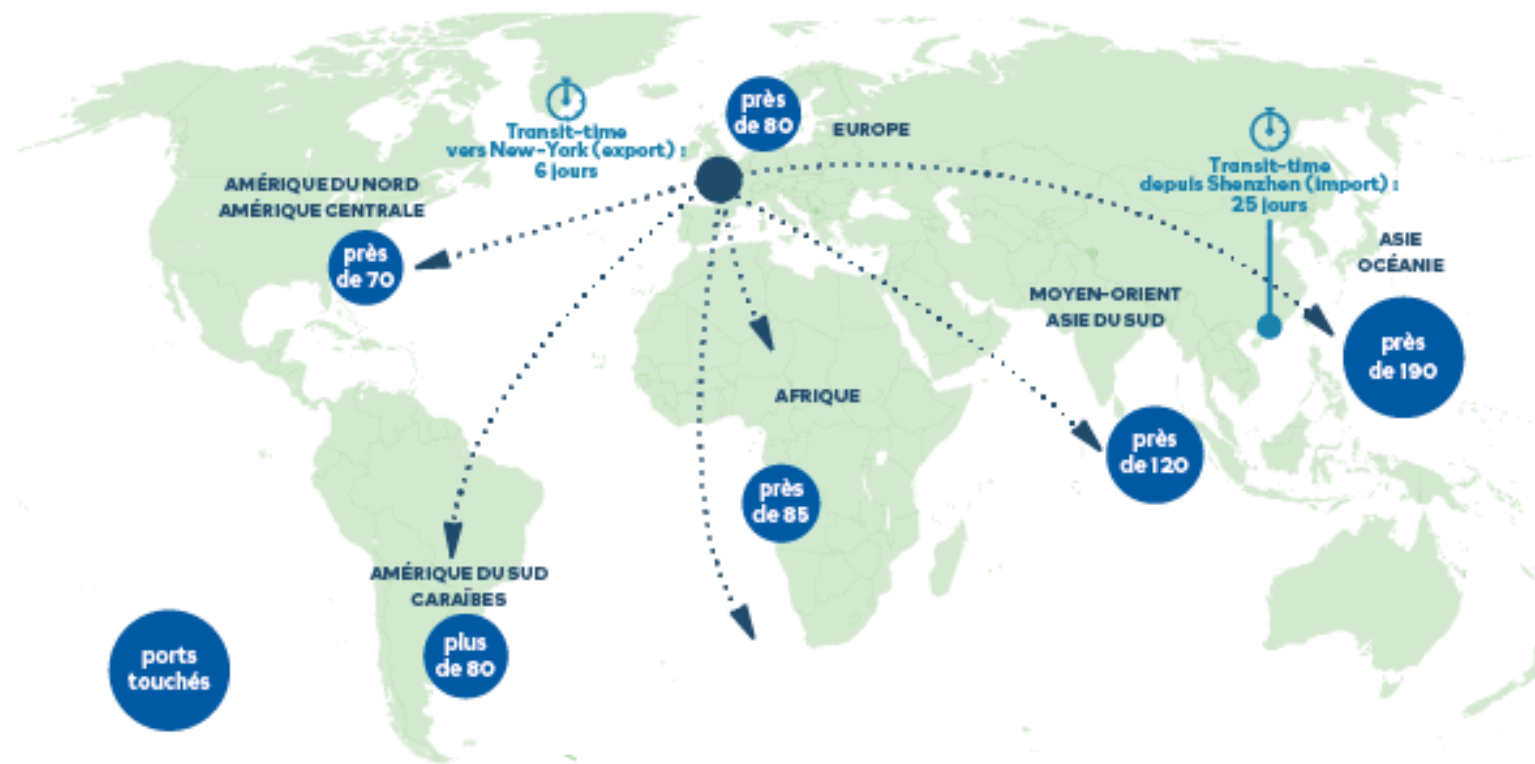 près
de 80
EUROPE
Transit-time
vers New-York (export) :
6 jours
Transit-time
depuis Shenzhen (import) :
25 jours
AMÉRIQUE DU NORD
AMÉRIQUE CENTRALE
près
de 70
ASIE
OCÉANIE
près
de 190
MOYEN-ORIENT
ASIE DU SUD
près
de 120
AFRIQUE
près
de 85
AMÉRIQUE DU SUD
CARAÏBES
plus
de 80
ports
touchés